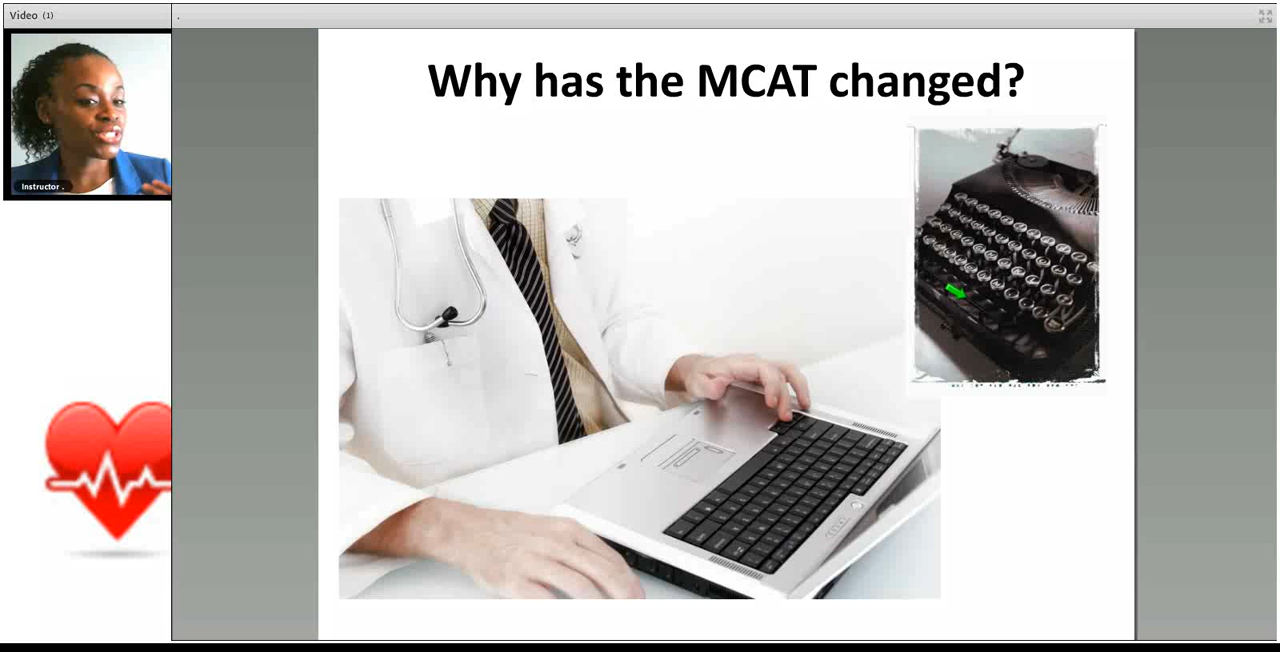 Video (1)
.
Why has the MCAT changed?
Instructor .